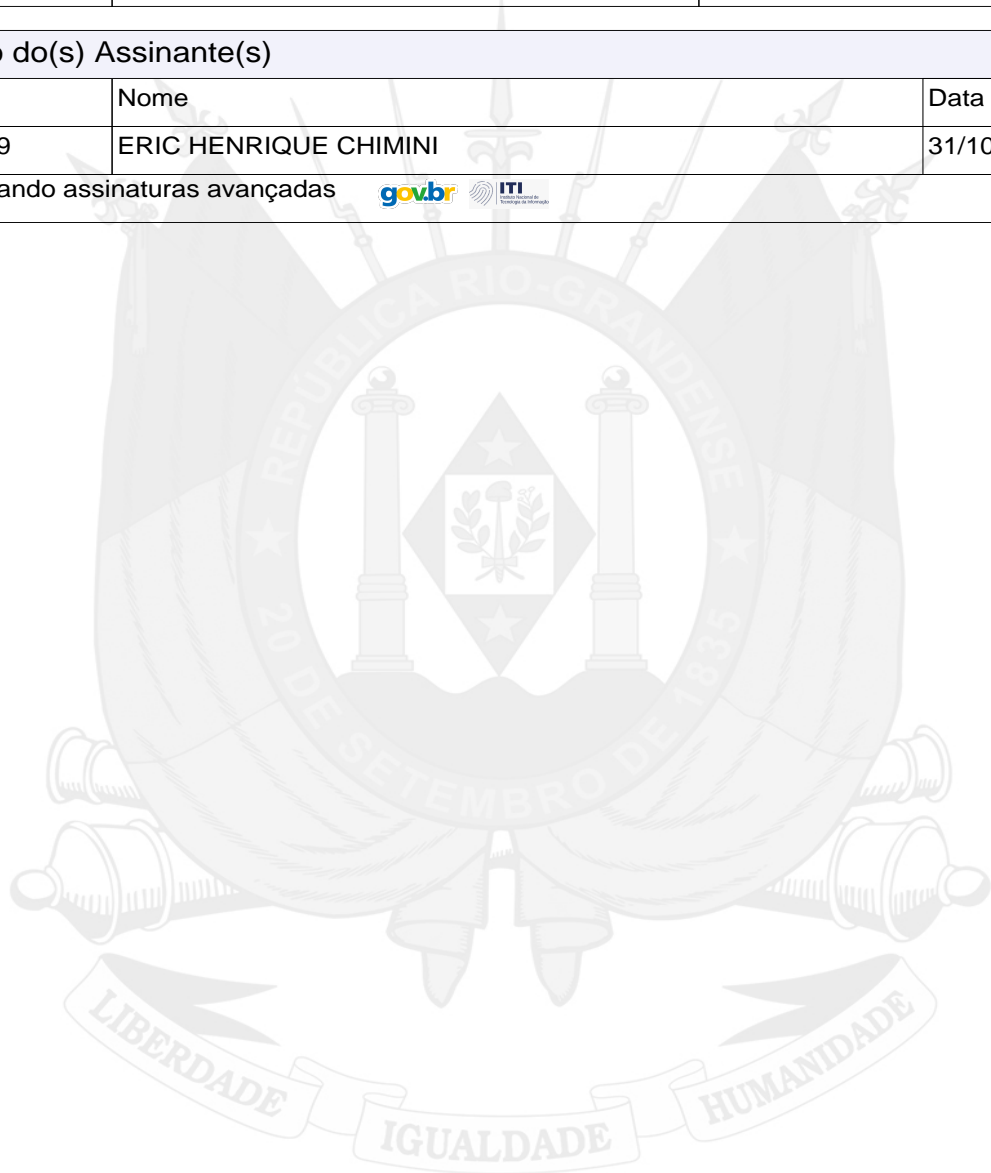 o do(s) Assinante(s)
Nome Data
9 ERIC HENRIQUE CHIMINI 31/10
ando assinaturas avançadas gov.br ITI
REPÚBLICA RIO-GRANDENSE
20 DE SETEMBRO DE 1835
LIBERDADE IGUALDADE HUMANIDADE